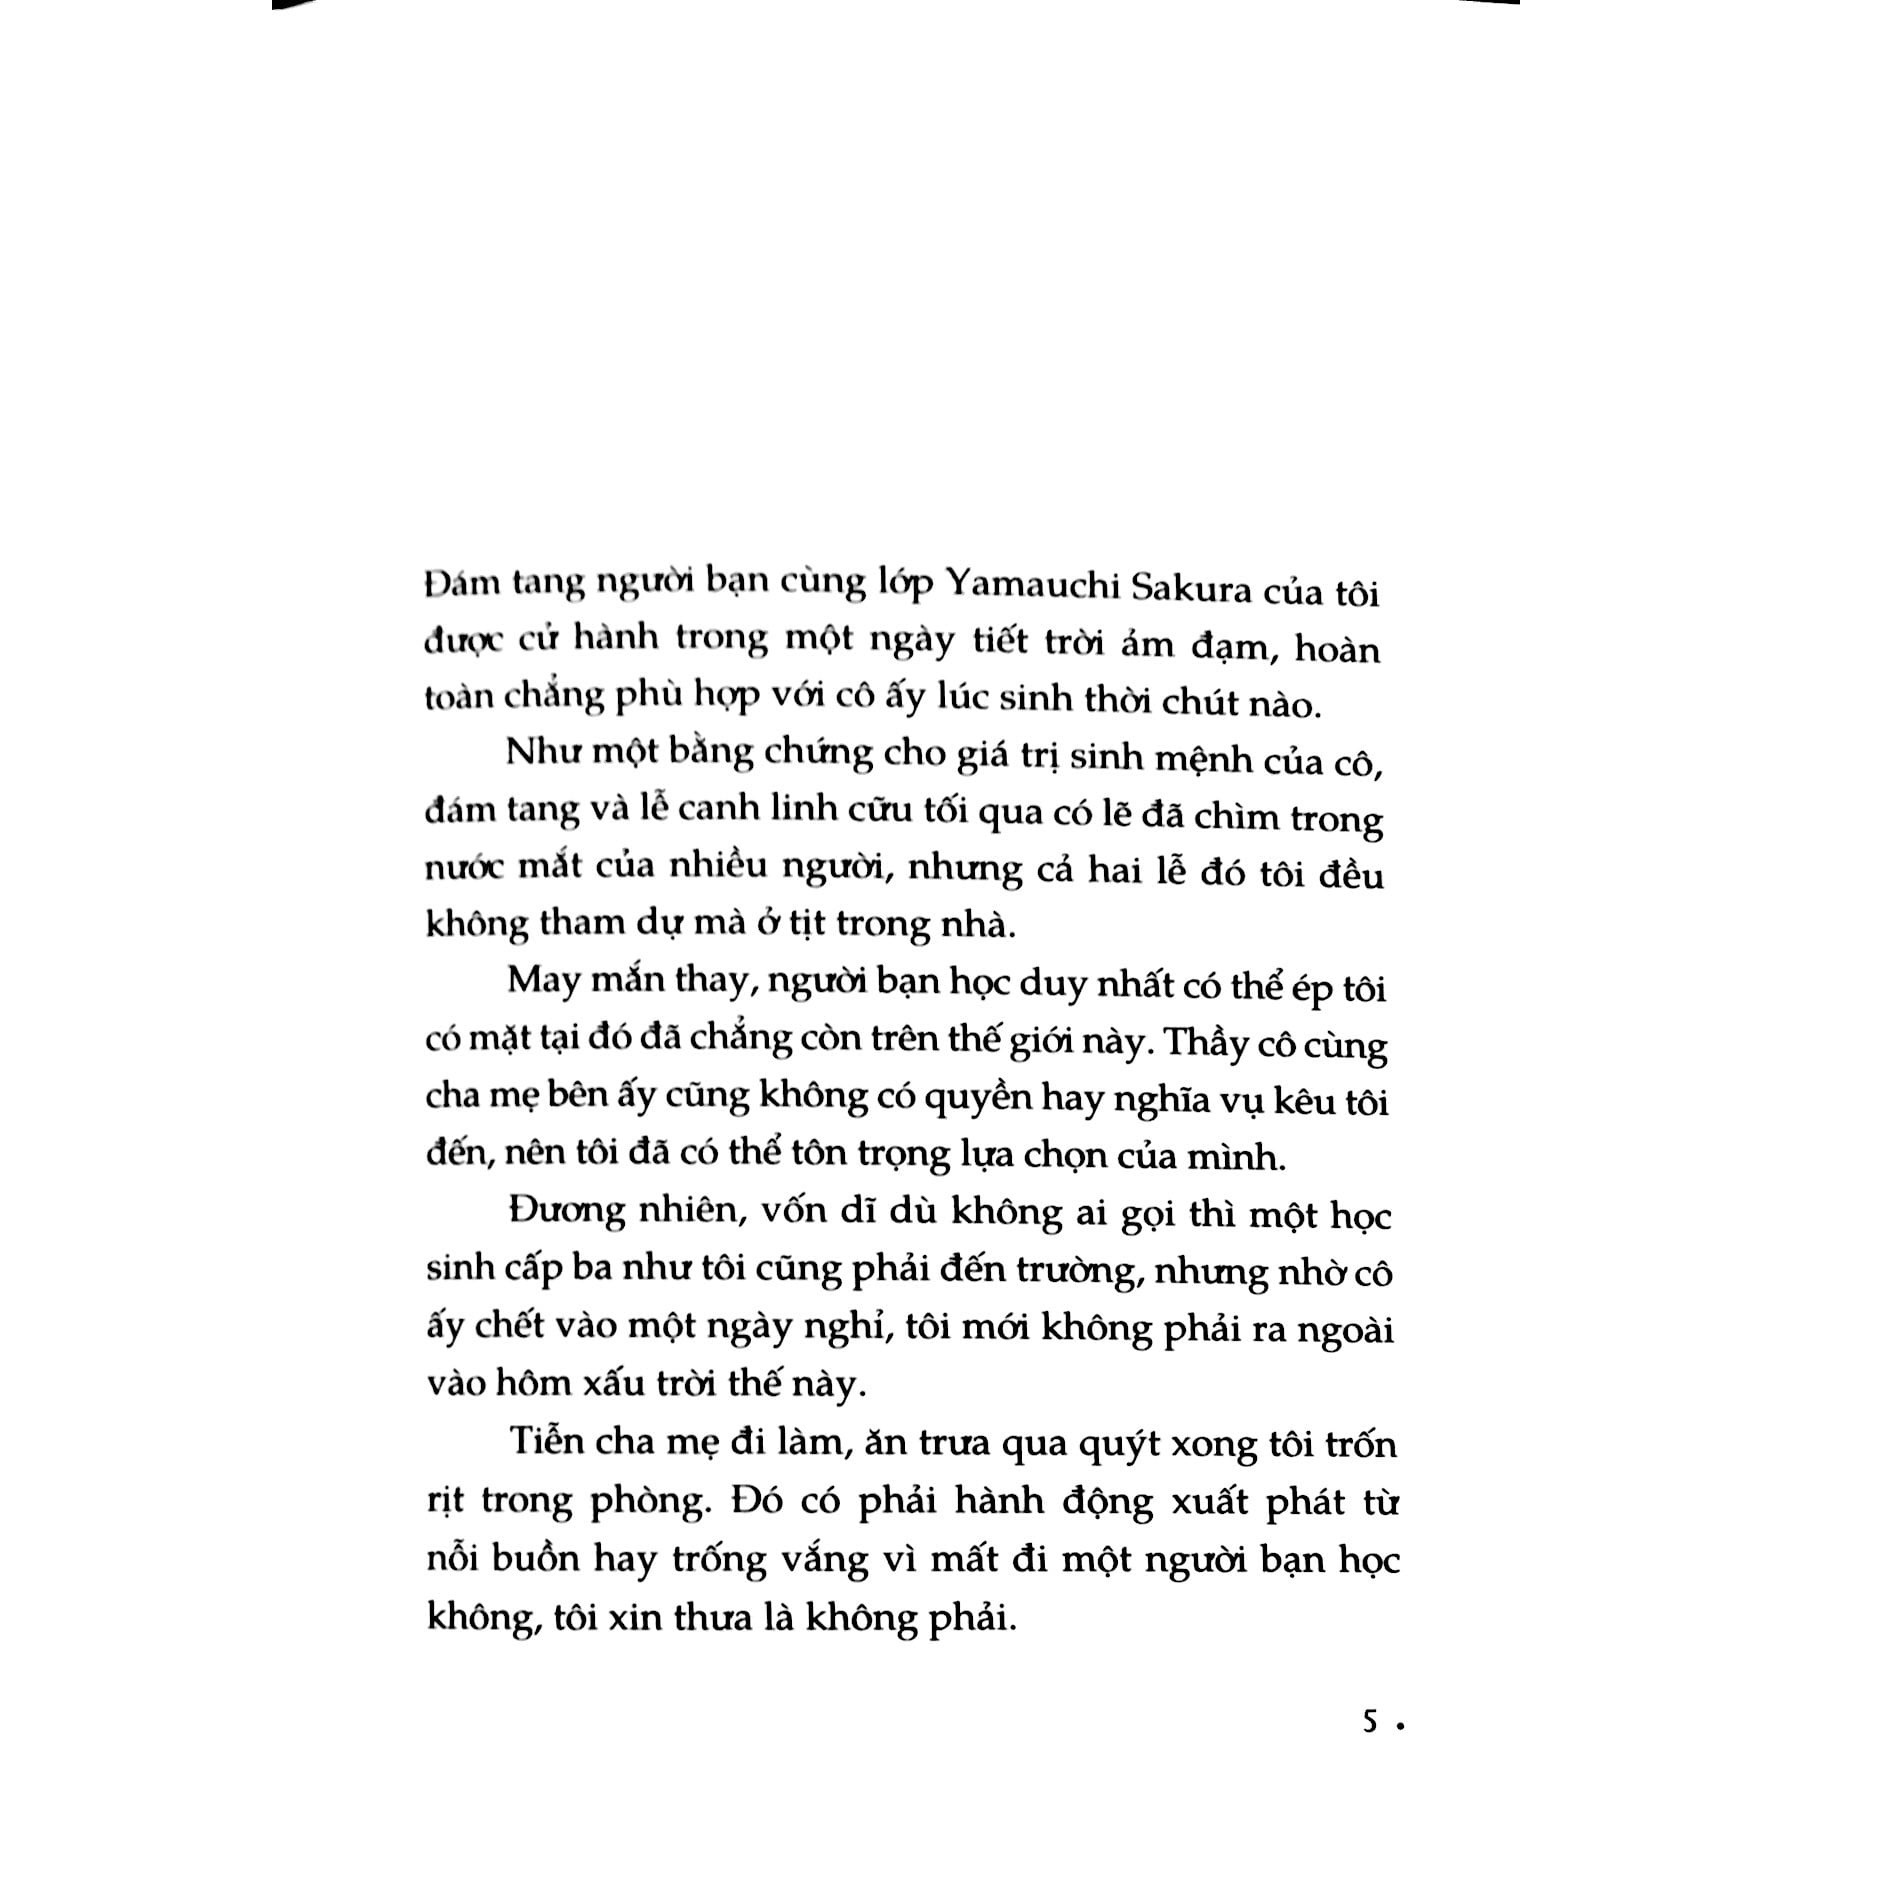 Đám tang người bạn cùng lớp Yamauchi Sakura của tôi
được cử hành trong một ngày tiết trời ảm đạm, hoàn
toàn chẳng phù hợp với cô ấy lúc sinh thời chút nào.
Như một bằng chứng cho giá trị sinh mệnh của cô,
đám tang và lễ canh linh cữu tối qua có lẽ đã chìm trong
nước mắt của nhiều người, nhưng cả hai lễ đó tôi đều
không tham dự mà ở tịt trong nhà.
May mắn thay, người bạn học duy nhất có thể ép tôi
có mặt tại đó đã chẳng còn trên thế giới này. Thầy cô cùng
cha mẹ bên ấy cũng không có quyền hay nghĩa vụ kêu tôi
đến, nên tôi đã có thể tôn trọng lựa chọn của mình.
Đương nhiên, vốn dĩ dù không ai gọi thì một học
sinh cấp ba như tôi cũng phải đến trường, nhưng nhờ cô
ấy chết vào một ngày nghỉ, tôi mới không phải ra ngoài
vào hôm xấu trời thế này.
Tiễn cha mẹ đi làm, ăn trưa qua quýt xong tôi trốn
rịt trong phòng. Đó có phải hành động xuất phát từ
nỗi buồn hay trống vắng vì mất đi một người bạn học
không, tôi xin thưa là không phải.
5 •